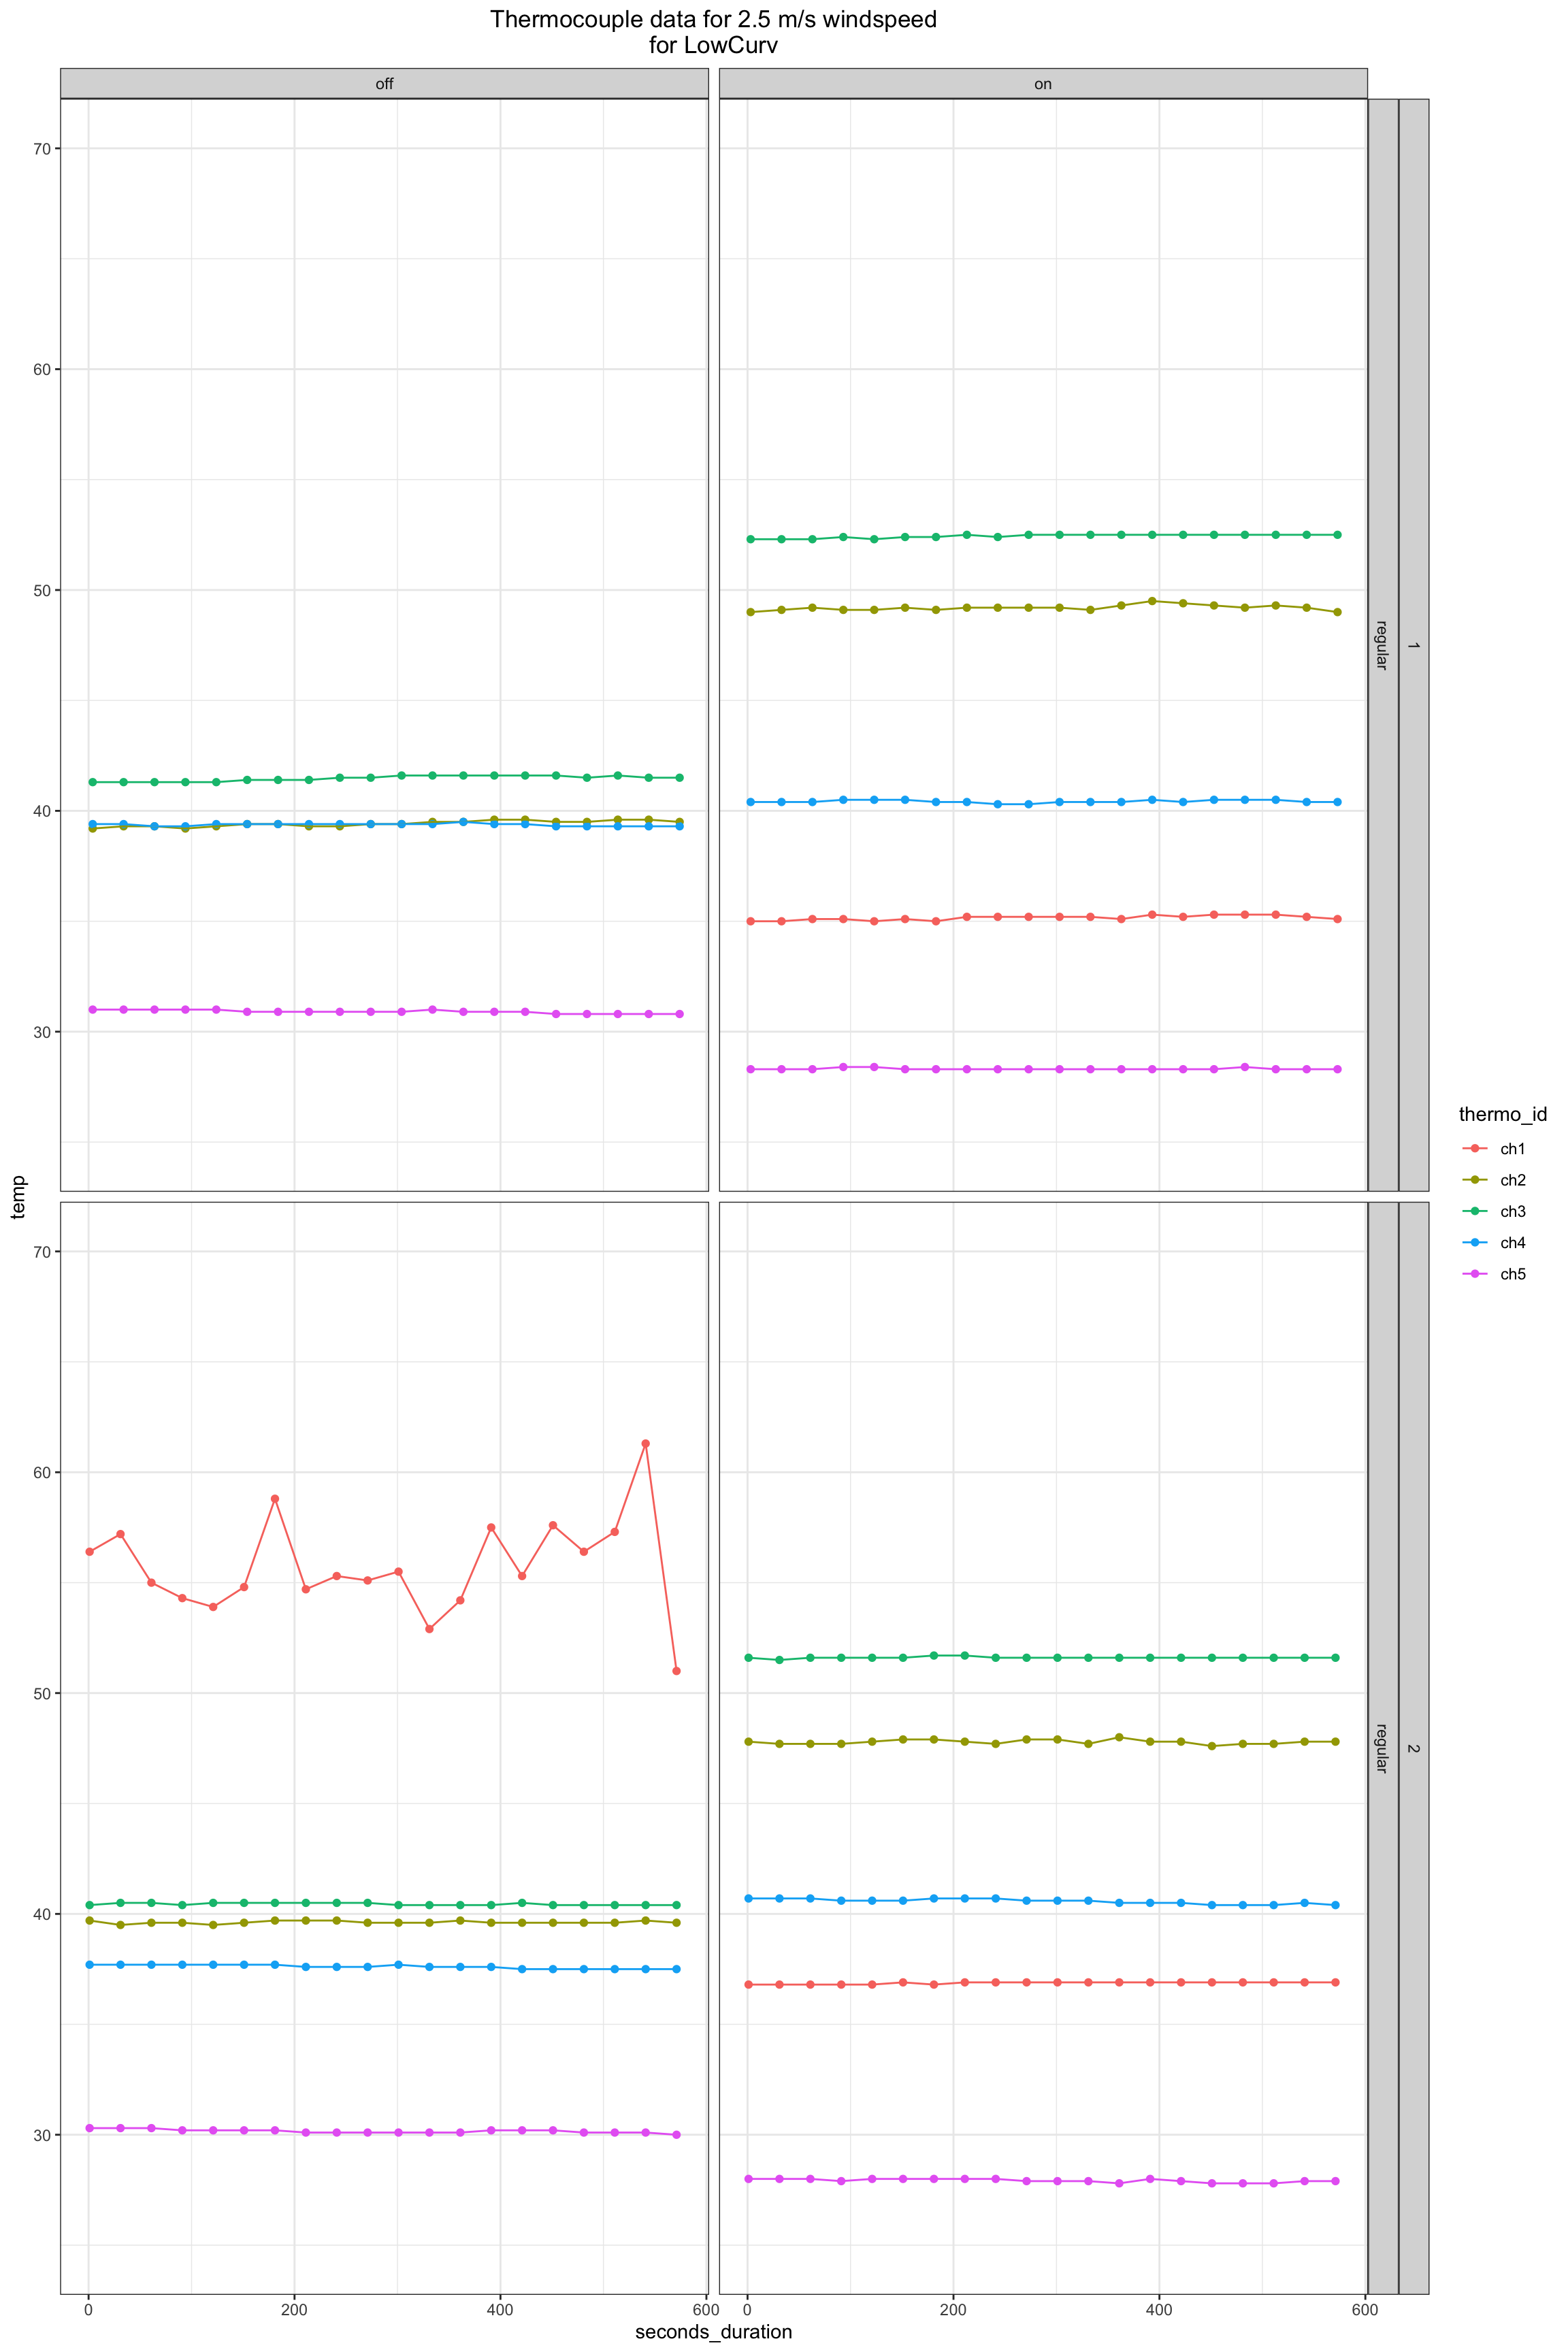 Thermocouple data for 2.5 m/s windspeed
for LowCurv
off
on
70
60
50
40
30
regular
1
temp
70
60
50
40
30
regular
2
0
200
400
600
0
200
400
600
seconds_duration
thermo_id
ch1
ch2
ch3
ch4
ch5